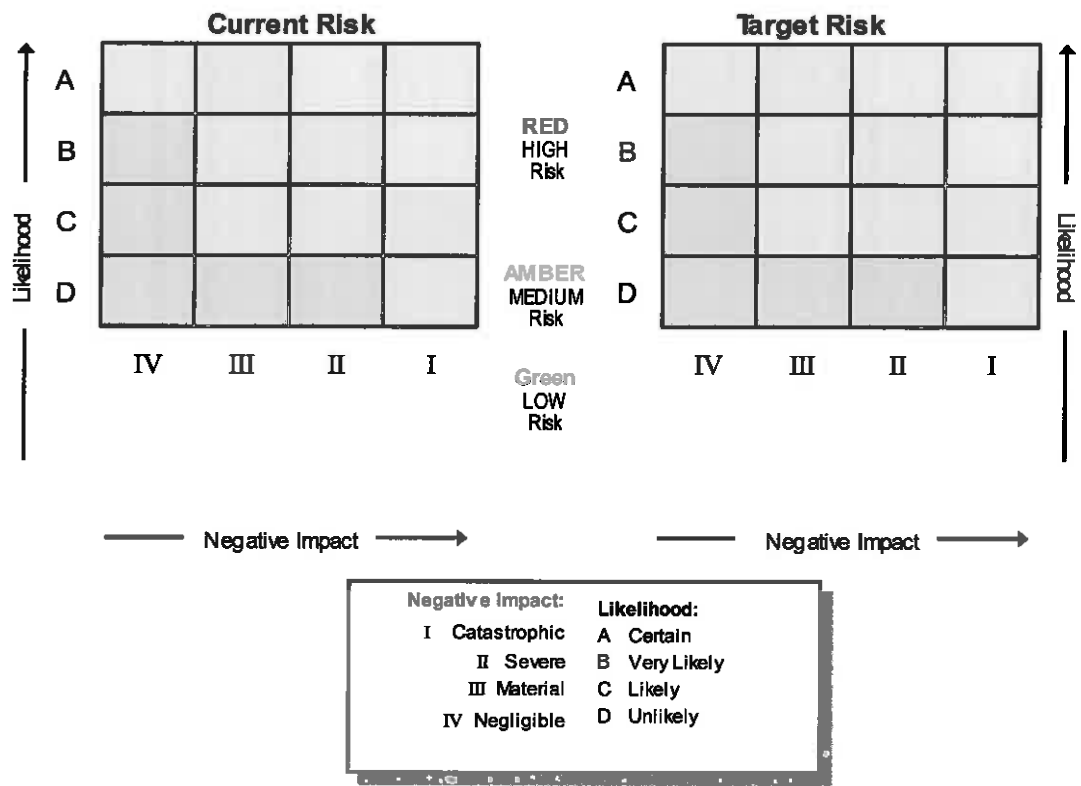 Current Risk
Target Risk
A
B
C
D
IV III II I
Likelihood
Negative Impact
RED
HIGH
Risk
AMBER
MEDIUM
Risk
Green
LOW
Risk
A
B
C
D
IV III II I
Likelihood
Negative Impact
Negative Impact:
I Catastrophic
II Severe
III Material
IV Negligible
Likelihood:
A Certain
B Very Likely
C Likely
D Unlikely